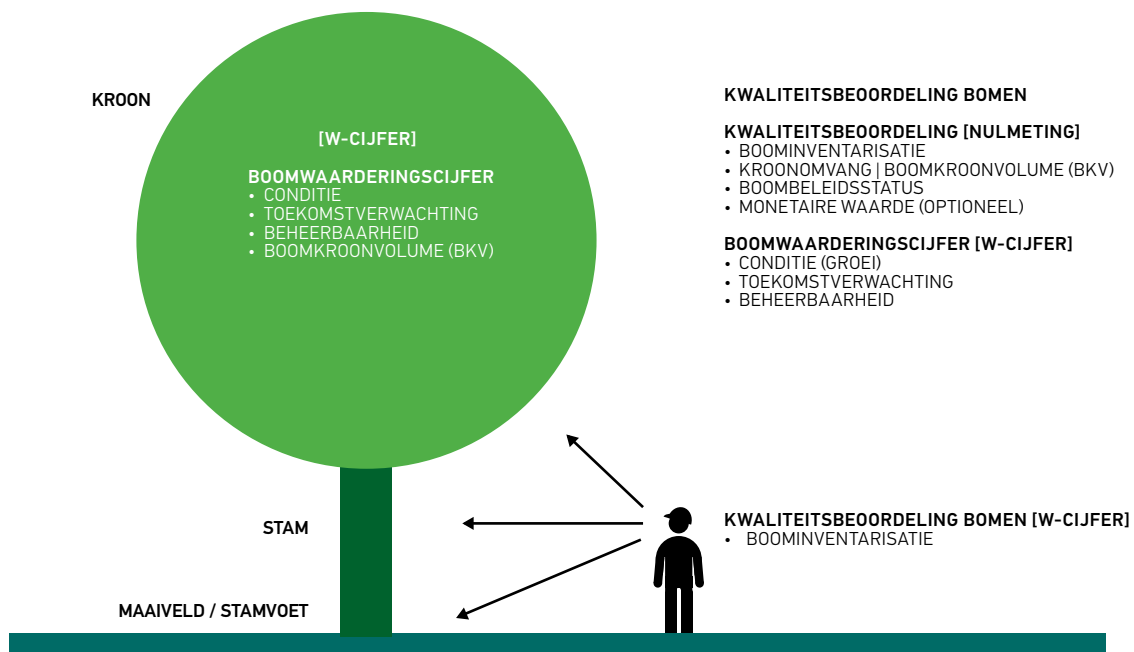 KROON
[W-CIJFER]
BOOMWAARDERINGSCIJFER
• CONDITIE
• TOEKOMSTVERWACHTING
• BEHEERBAARHEID
• BOOMKROONVOLUME (BKV)
STAM
MAAIVELD / STAMVOET
KWALITEITSBEOORDELING BOMEN
KWALITEITSBEOORDELING [NULMETING]
• BOOMINVENTARISATIE
• KROONOMVANG | BOOMKROONVOLUME (BKV)
• BOOMBELEIDSSTATUS
• MONETAIRE WAARDE (OPTIONEEL)
BOOMWAARDERINGSCIJFER [W-CIJFER]
• CONDITIE (GROEI)
• TOEKOMSTVERWACHTING
• BEHEERBAARHEID
KWALITEITSBEOORDELING BOMEN [W-CIJFER]
• BOOMINVENTARISATIE